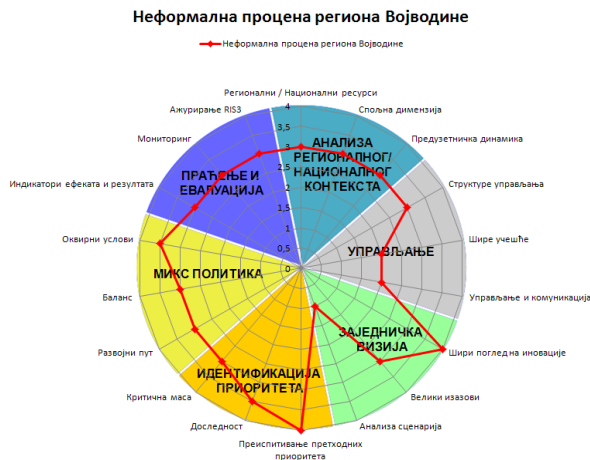 Неформална процена региона Војводине
Неформална процена региона Војводине
Регионални / Национални ресурси
Ажурирање RIS3
Спољна димензија
Мониторинг
Предузетничка динамика
Индикатори ефеката и резултата
Структуре управљања
Оквирни услови
Шире учешће
Баланс
Управљање и комуникација
Развојни пут
Шири поглед на иновације
Критична маса
Велики изазови
Доследност
Анализа сценарија
Преиспитивање претходних
приоритета
4
3,5
3
2,5
2
1,5
1
0,5
0
АНАЛИЗА
РЕГИОНАЛНОГ/
НАЦИОНАЛНОГ
КОНТЕКСТА
ПРАЋЕЊЕ И
ЕВАЛУАЦИЈА
УПРАВЉАЊЕ
МИКС ПОЛИТИКА
ЗАЈЕДНИЧКА
ВИЗИЈА
ИДЕНТИФИКАЦИЈА
ПРИОРИТЕТА